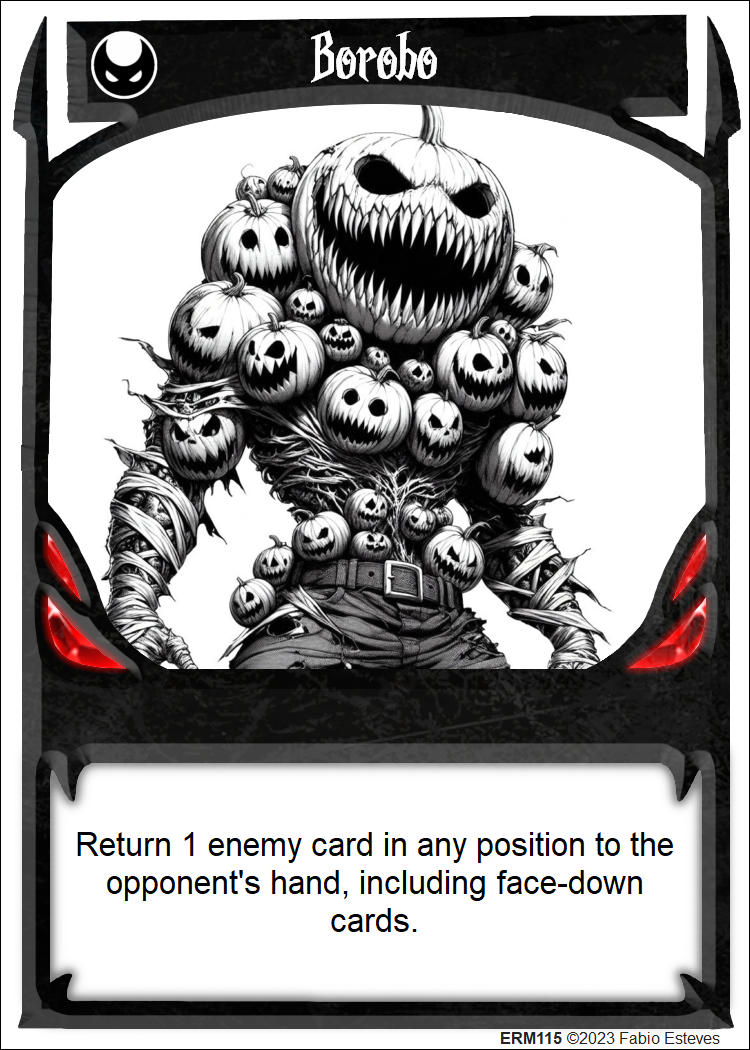 Borobo
Return 1 enemy card in any position to the
opponent's hand, including face-down
cards.
ERM115 ©2023 Fabio Esteves